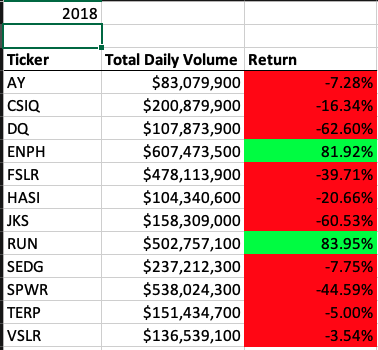 2018
Ticker Total Daily Volume Return
AY $83,079,900 -7.28%
CSIQ $200,879,900 -16.34%
DQ $107,873,900 -62.60%
ENPH $607,473,500 81.92%
FSLR $478,113,900 -39.71%
HASI $104,340,600 -20.66%
JKS $158,309,000 -60.53%
RUN $502,757,100 83.95%
SEDG $237,212,300 -7.75%
SPWR $538,024,300 -44.59%
TERP $151,434,700 -5.00%
VSLR $136,539,100 -3.54%